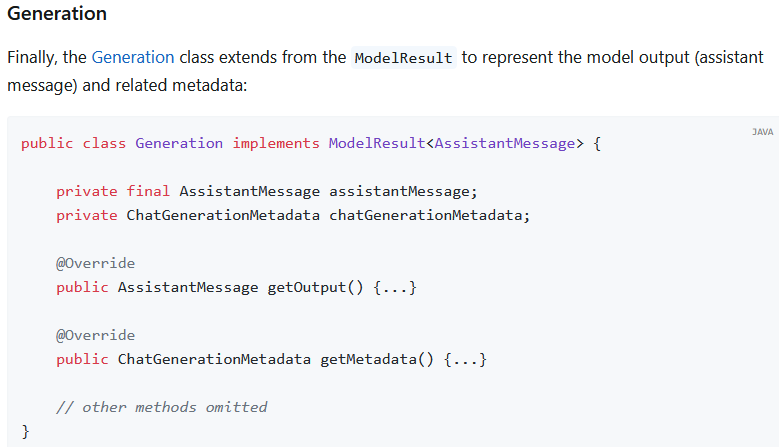 Generation
Finally, the Generation class extends from the ModelResult to represent the model output (assistant
message) and related metadata:
JAVA
public class Generation implements ModelResult<AssistantMessage> {
    private final AssistantMessage assistantMessage;
    private ChatGenerationMetadata chatGenerationMetadata;
    @Override
    public AssistantMessage getOutput() {...}
    @Override
    public ChatGenerationMetadata getMetadata() {...}
    // other methods omitted
}